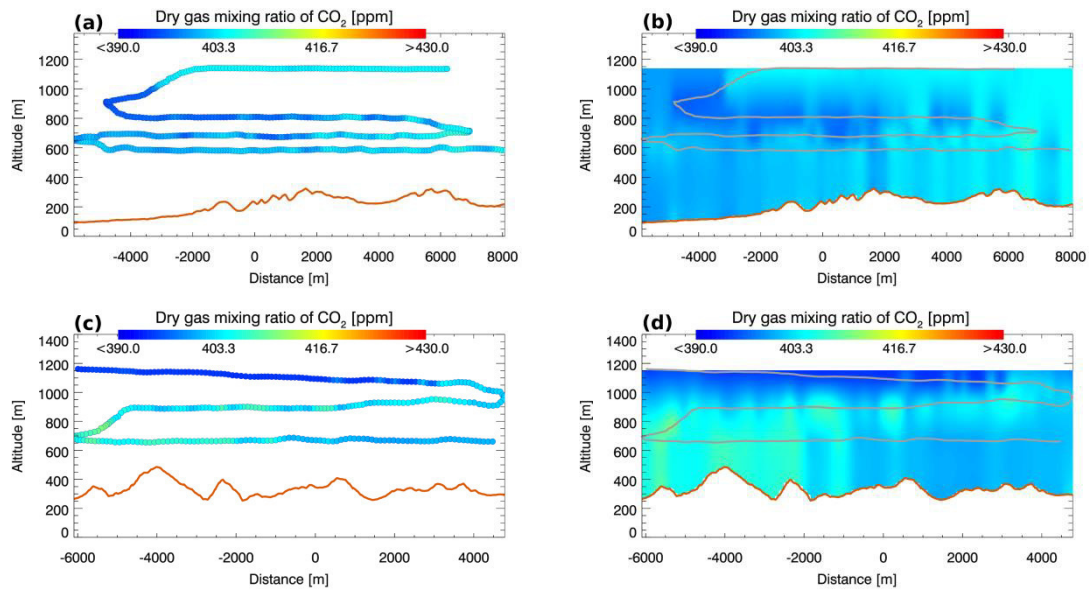 (a) Dry gas mixing ratio of CO₂ [ppm]
<390.0 403.3 416.7 >430.0
1200
1000
800
600
400
200
0
Altitude [m]
-4000 -2000 0 2000 4000 6000 8000
Distance [m]
(b) Dry gas mixing ratio of CO₂ [ppm]
<390.0 403.3 416.7 >430.0
1200
1000
800
600
400
200
0
Altitude [m]
-4000 -2000 0 2000 4000 6000 8000
Distance [m]
(c) Dry gas mixing ratio of CO₂ [ppm]
<390.0 403.3 416.7 >430.0
1400
1200
1000
800
600
400
200
0
Altitude [m]
-6000 -4000 -2000 0 2000 4000
Distance [m]
(d) Dry gas mixing ratio of CO₂ [ppm]
<390.0 403.3 416.7 >430.0
1400
1200
1000
800
600
400
200
0
Altitude [m]
-6000 -4000 -2000 0 2000 4000
Distance [m]